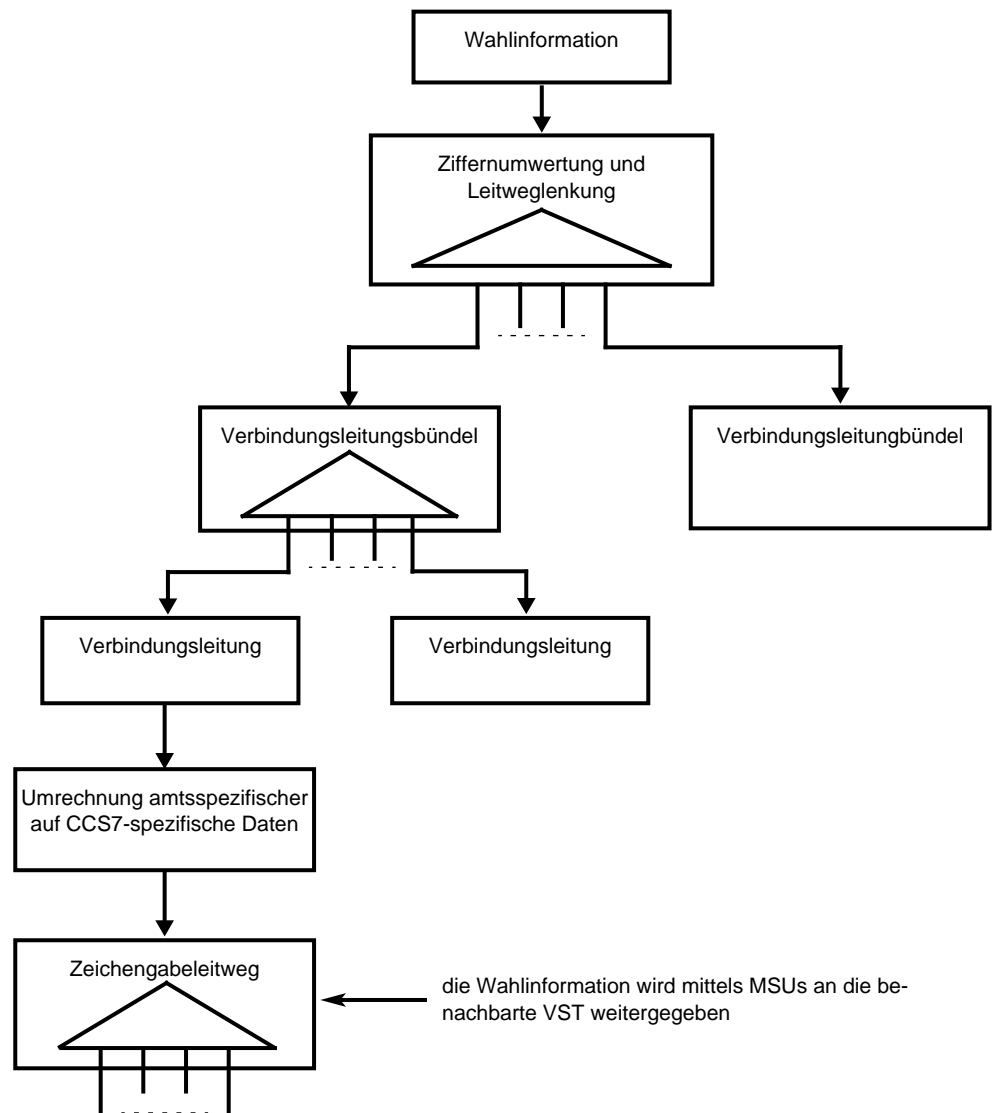 Wahlinformation
Ziffernumwertung und
Leitweglenkung
Verbindungsleitungsbündel
Verbindungsleitungbündel
Verbindungsleitung
Verbindungsleitung
Umrechnung amtsspezifischer
auf CCS7-spezifische Daten
Zeichengabeleitweg
die Wahlinformation wird mittels MSUs an die be-
nachbarte VST weitergegeben